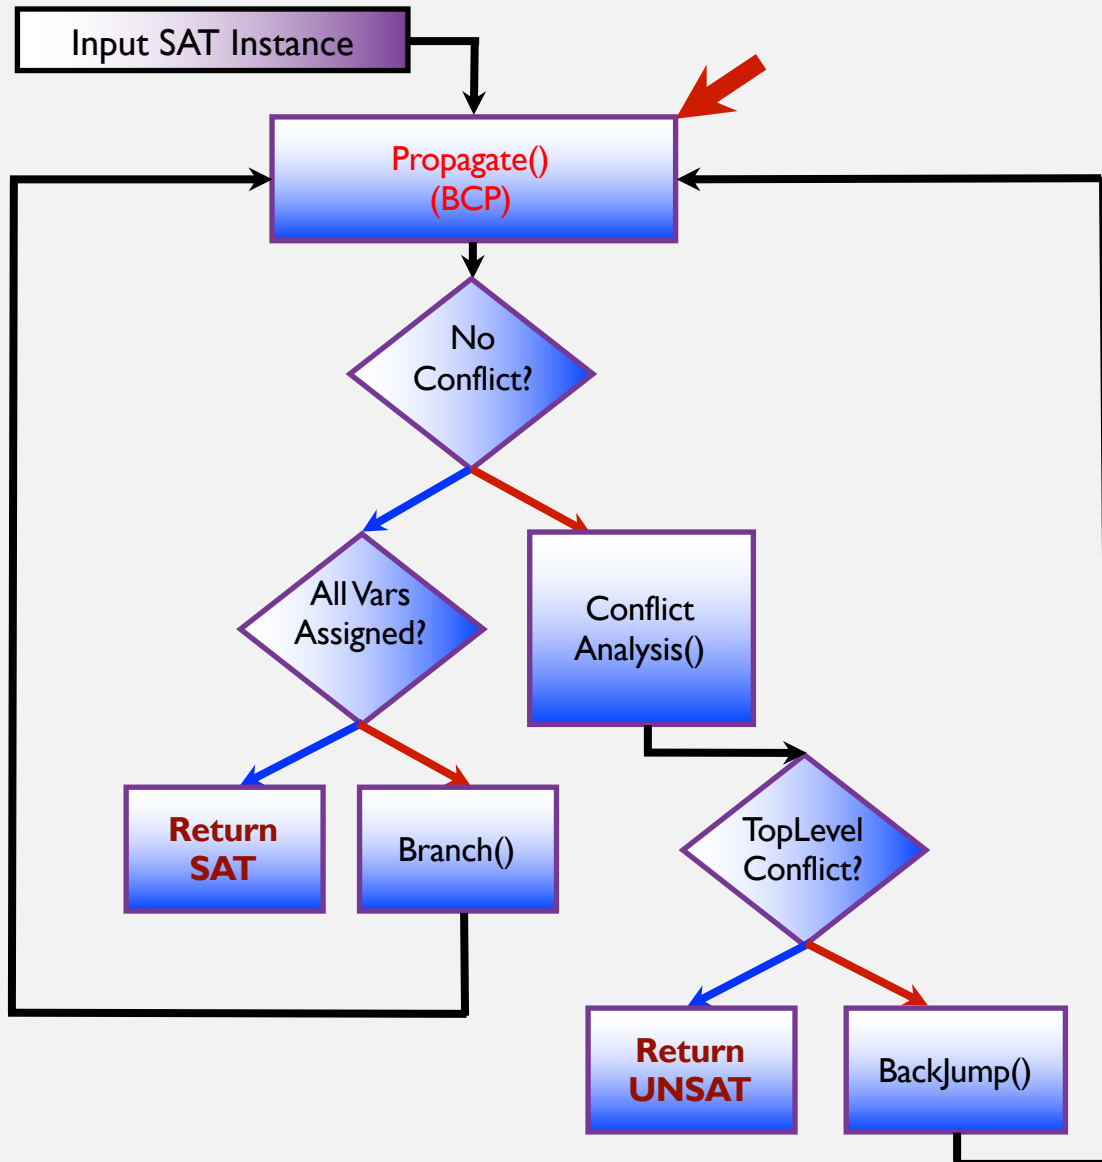 Input SAT Instance
Propagate()
(BCP)
No
Conflict?
All Vars
Assigned?
Conflict
Analysis()
Return
SAT
Branch()
TopLevel
Conflict?
Return
UNSAT
BackJump()